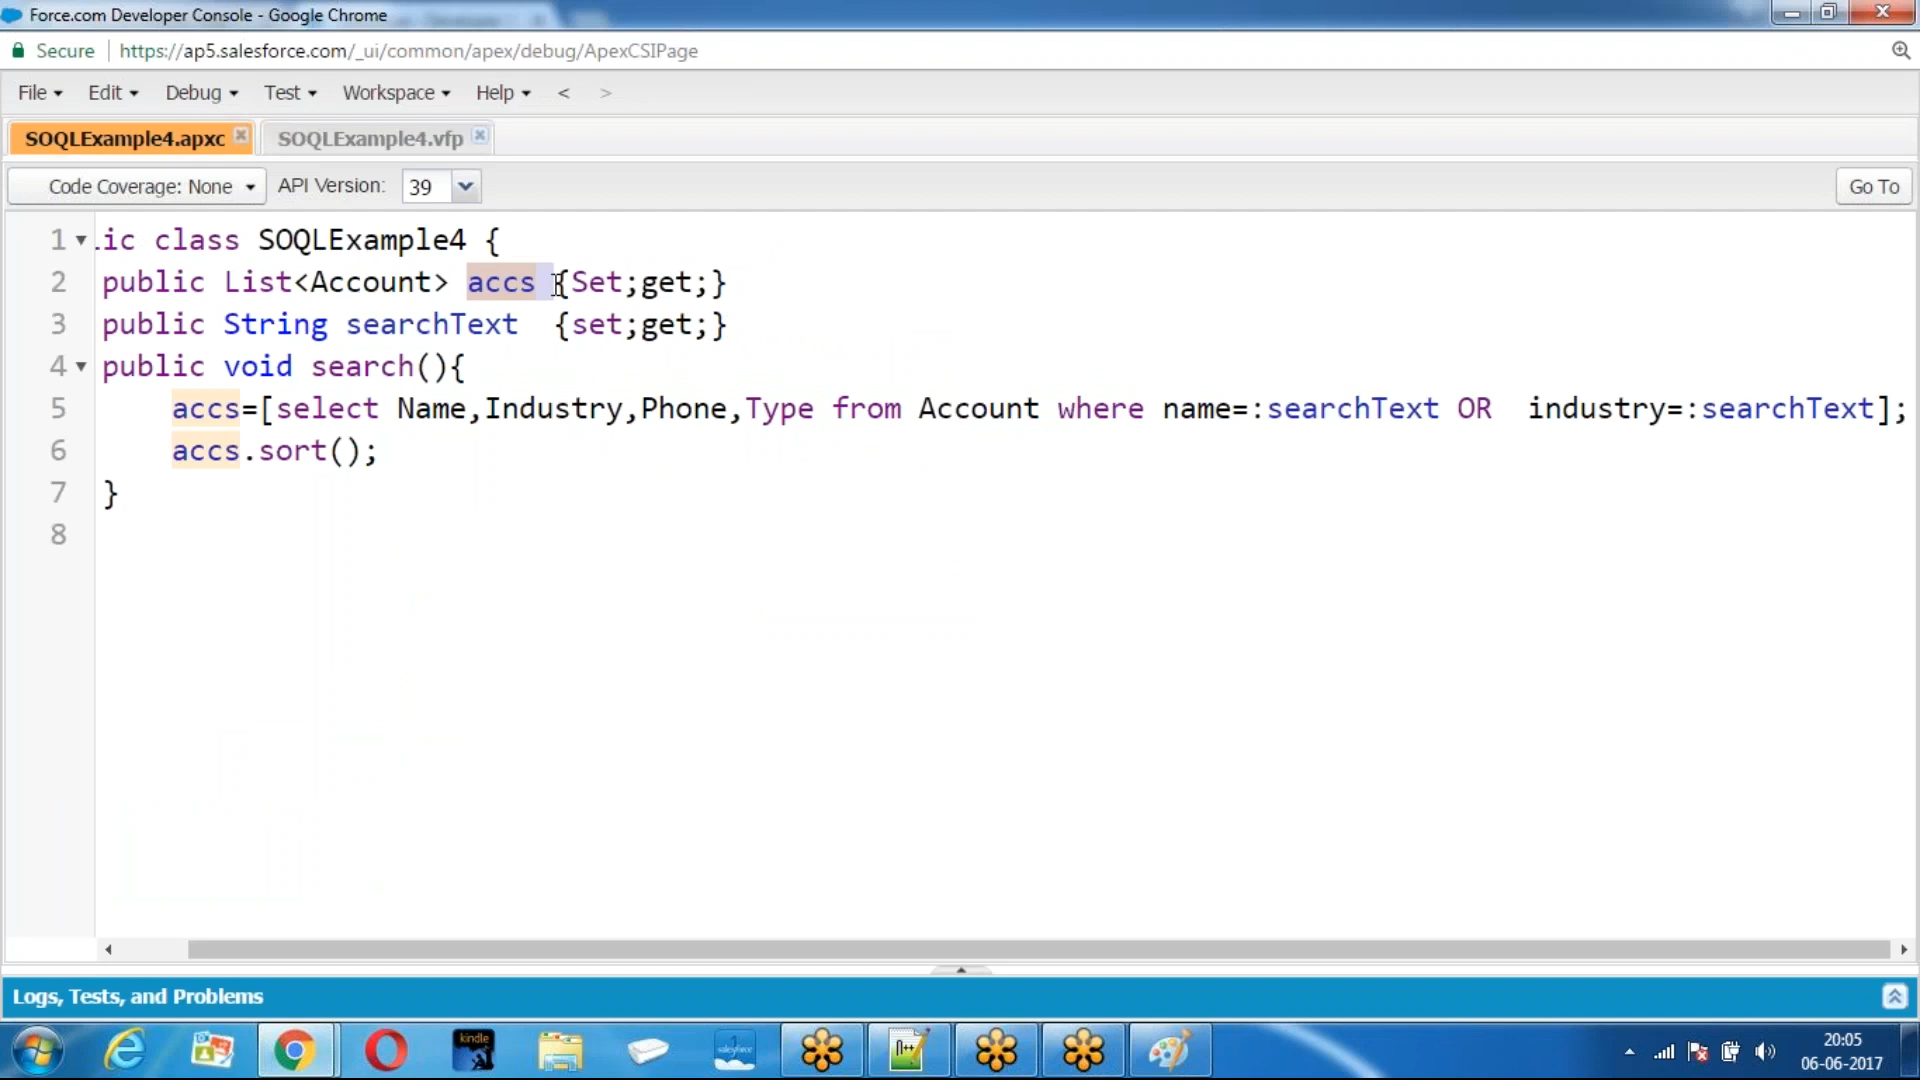 Force.com Developer Console - Google Chrome
Secure https://ap5.salesforce.com/_ui/common/apex/debug/ApexCSIPage
File Edit Debug Test Workspace Help < >
SOQLExample4.apxc SOQLExample4.vfp
Code Coverage: None API Version: 39 Go To
1 ic class SOQLExample4 {
2 public List<Account> accs {Set;get;}
3 public String searchText {set;get;}
4 public void search(){
5 accs=[select Name,Industry,Phone,Type from Account where name=:searchText OR industry=:searchText];
6 accs.sort();
7 }
8
Logs, Tests, and Problems
kindle
salesforce
20:05
06-06-2017